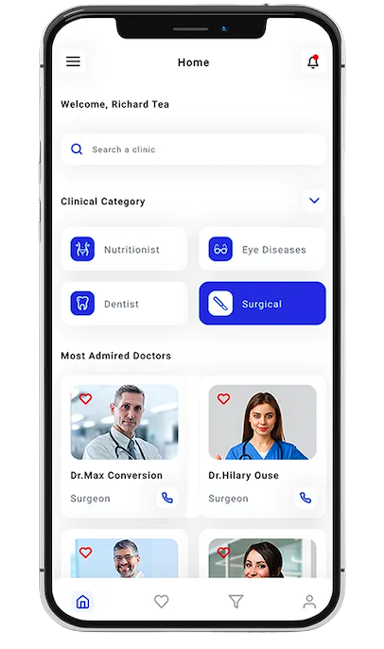 Home
Welcome, Richard Tea
Search a clinic
Clinical Category
Nutritionist
Eye Diseases
Dentist
Surgical
Most Admired Doctors
Dr.Max Conversion
Surgeon
Dr.Hilary Ouse
Surgeon